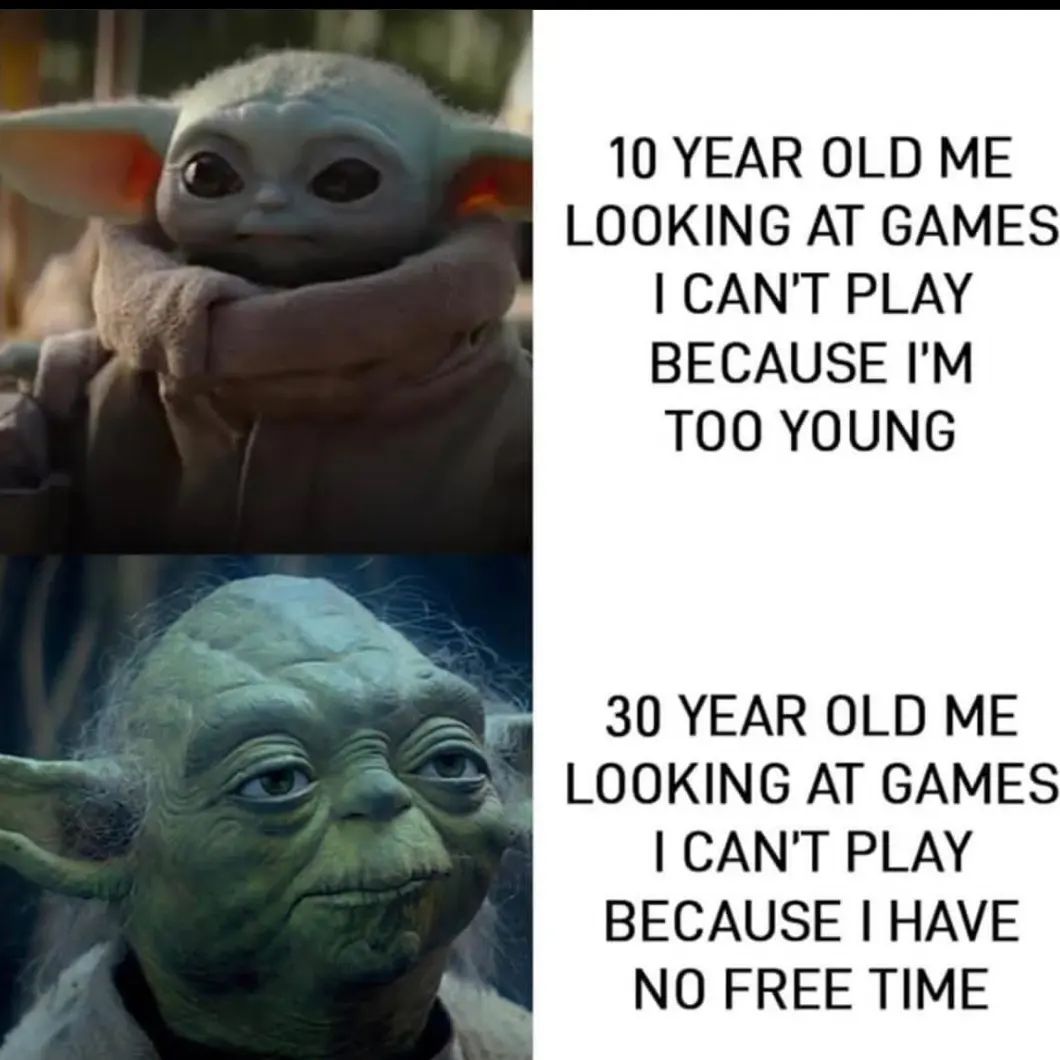 10 YEAR OLD ME
LOOKING AT GAMES
I CAN'T PLAY
BECAUSE I'M
TOO YOUNG
30 YEAR OLD ME
LOOKING AT GAMES
I CAN'T PLAY
BECAUSE I HAVE
NO FREE TIME